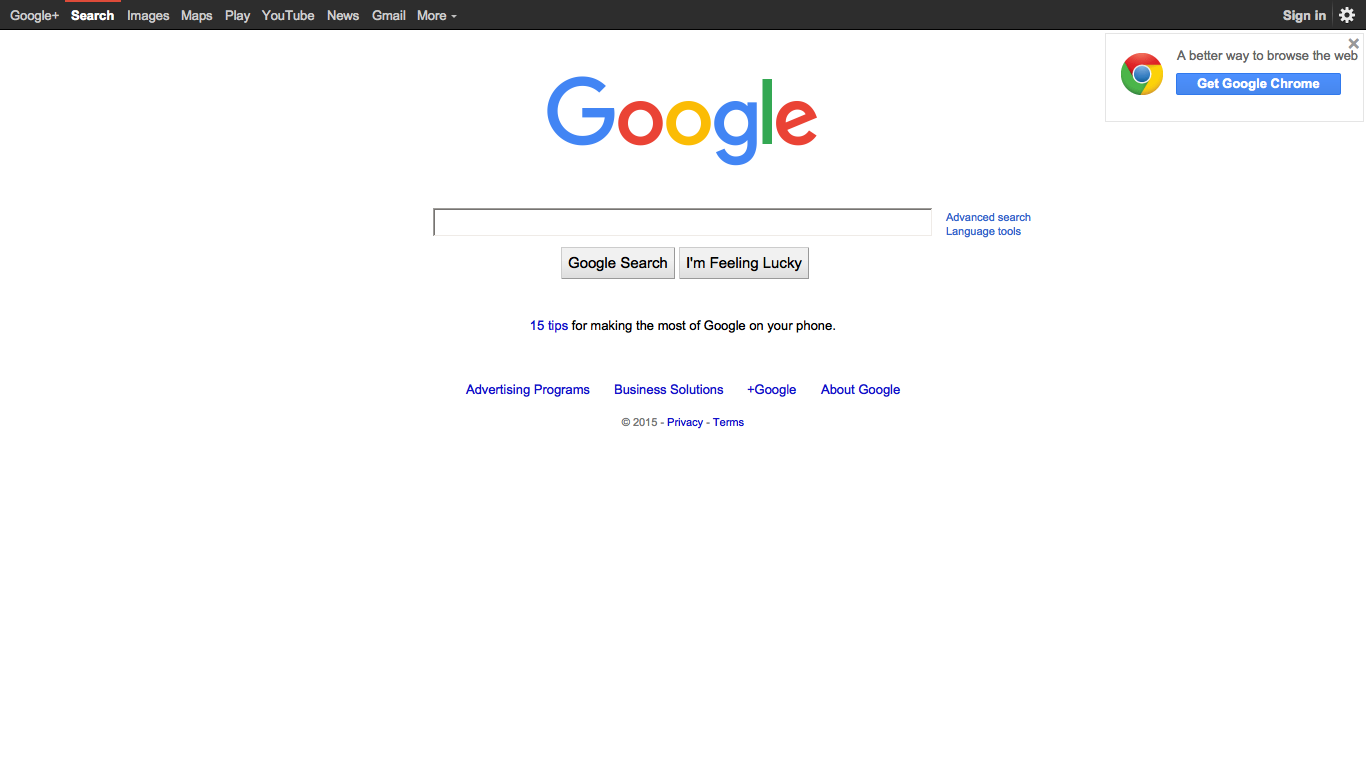 Google+ Search Images Maps Play YouTube News Gmail More Sign in
A better way to browse the web
Get Google Chrome
Google
Advanced search
Language tools
Google Search I'm Feeling Lucky
15 tips for making the most of Google on your phone.
Advertising Programs Business Solutions +Google About Google
© 2015 - Privacy - Terms